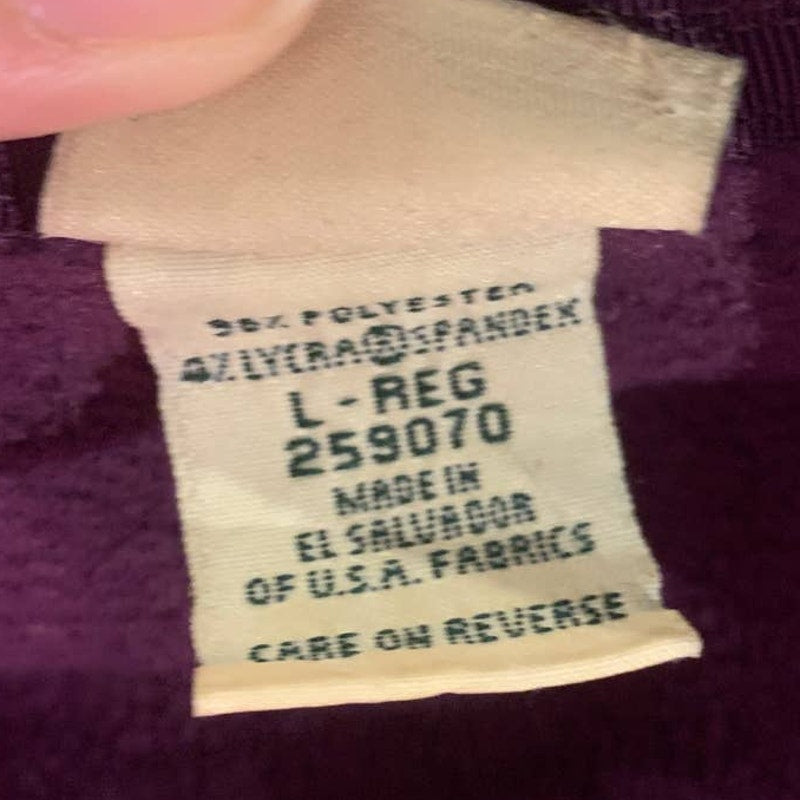 96% POLYESTER
4% LYCRA® SPANDEX
L-REG
259070
MADE IN
EL SALVADOR
OF U.S.A. FABRICS
CARE ON REVERSE